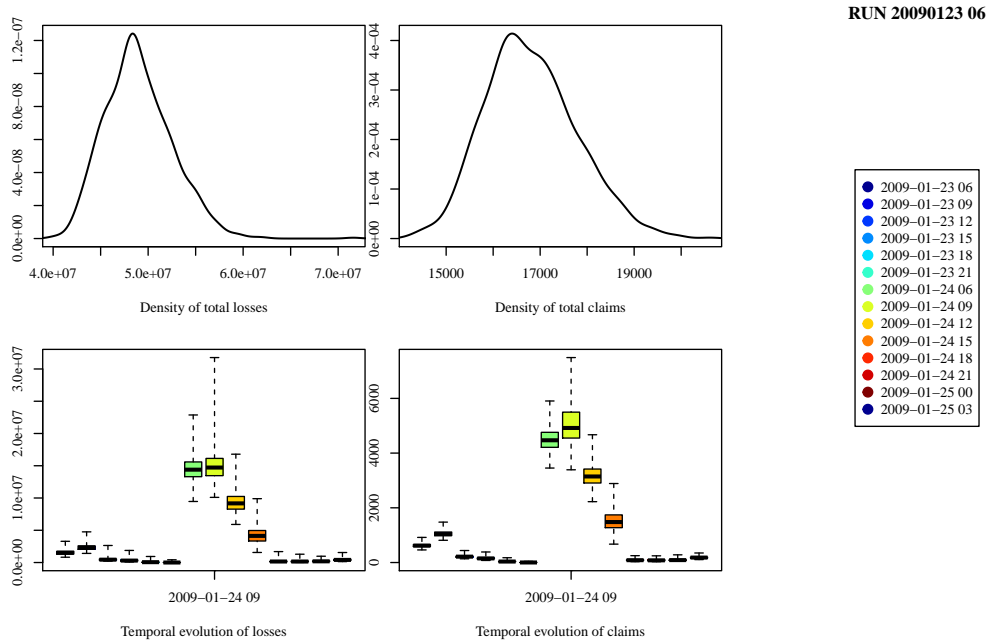 RUN 20090123 06
0.0e+00 4.0e−08 8.0e−08 1.2e−07
4.0e+07 5.0e+07 6.0e+07 7.0e+07
Density of total losses
0e+00 1e−04 2e−04 3e−04 4e−04
15000 17000 19000
Density of total claims
2009−01−23 06
2009−01−23 09
2009−01−23 12
2009−01−23 15
2009−01−23 18
2009−01−23 21
2009−01−24 06
2009−01−24 09
2009−01−24 12
2009−01−24 15
2009−01−24 18
2009−01−24 21
2009−01−25 00
2009−01−25 03
0.0e+00 1.0e+07 2.0e+07 3.0e+07
2009−01−24 09
Temporal evolution of losses
0 2000 4000 6000
2009−01−24 09
Temporal evolution of claims